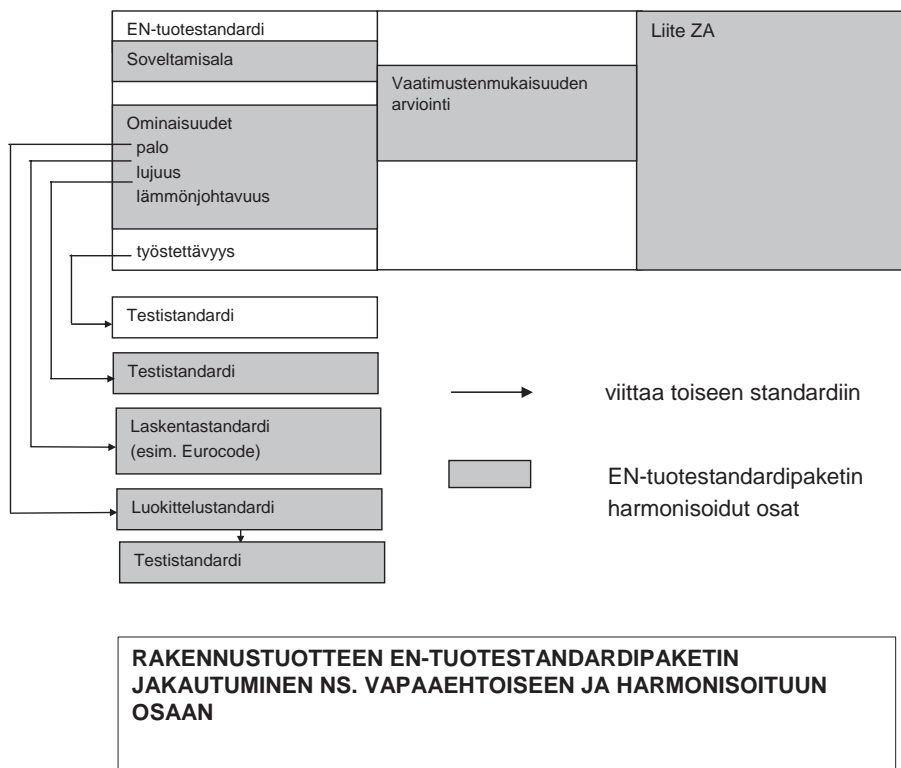 EN-tuotestandardi
Soveltamisala
Ominaisuudet
palo
lujuus
lämmönjohtavuus
työstettävyys
Vaatimustenmukaisuuden
arviointi
Liite ZA
Testistandardi
Testistandardi
Laskentastandardi
(esim. Eurocode)
Luokittelustandardi
Testistandardi
viittaa toiseen standardiin
EN-tuotestandardipaketin
harmonisoidut osat
RAKENNUSTUOTTEEN EN-TUOTESTANDARDIPAKETIN
JAKAUTUMINEN NS. VAPAAEHTOISEEN JA HARMONISOITUUN
OSAAN